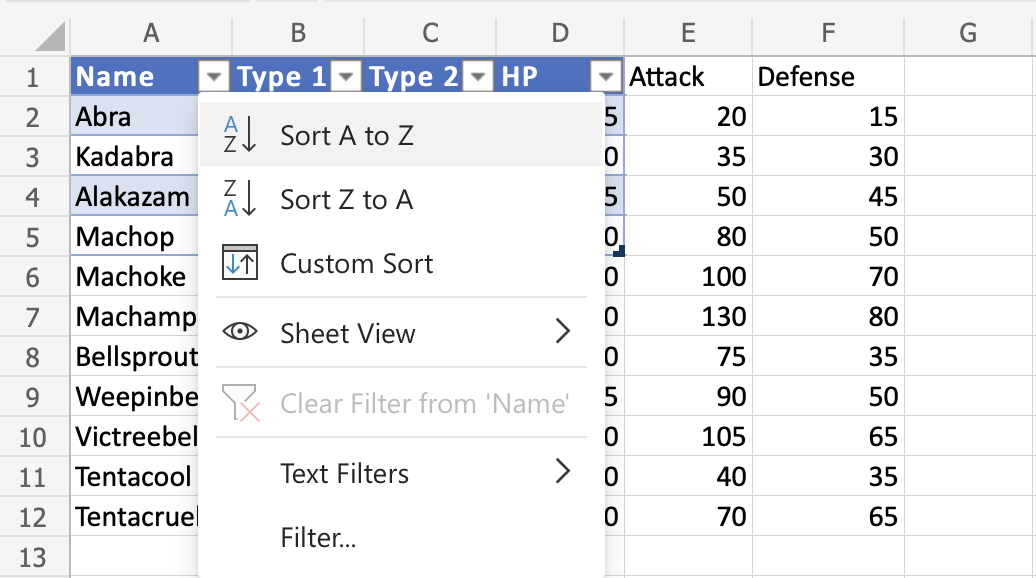 A B C D E F G
1 Name Type 1 Type 2 HP Attack Defense
2 Abra 5 20 15
A Z Sort A to Z
3 Kadabra 0 35 30
4 Alakazam 5 50 45
Z A Sort Z to A
5 Machop 0 80 50
Custom Sort
6 Machoke 0 100 70
7 Machamp 0 130 80
Sheet View
8 Bellsprout 0 75 35
9 Weepinbe 5 90 50
Clear Filter from 'Name'
10 Victreebel 0 105 65
11 Tentacool 0 40 35
Text Filters
12 Tentacruel 0 70 65
Filter...
13